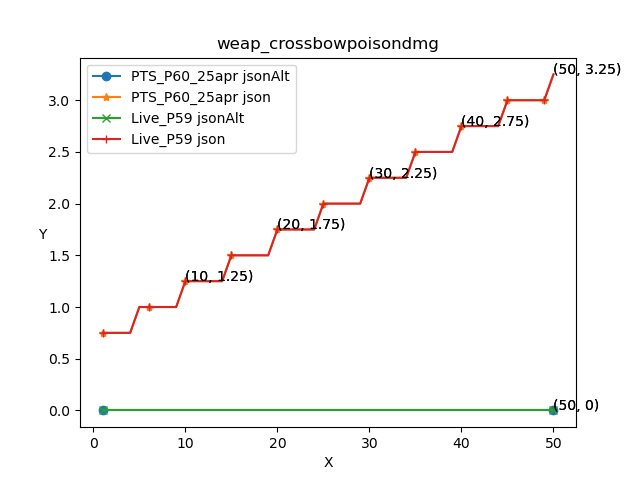 weap_crossbowpoisondmg
PTS_P60_25apr jsonAlt
PTS_P60_25apr json
Live_P59 jsonAlt
Live_P59 json
(50, 3.25)
(40, 2.75)
(30, 2.25)
(20, 1.75)
(10, 1.25)
(50, 0)
3.0
2.5
2.0
1.5
1.0
0.5
0.0
Y
0 10 20 30 40 50
X